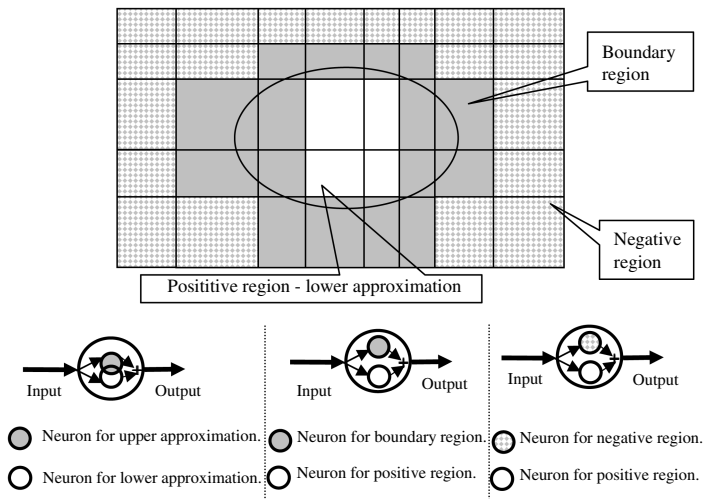 Boundary
region
Negative
region
Posititive region - lower approximation
Input
Output
Input
Output
Input
Output
Neuron for upper approximation.
Neuron for lower approximation.
Neuron for boundary region.
Neuron for positive region.
Neuron for negative region.
Neuron for positive region.